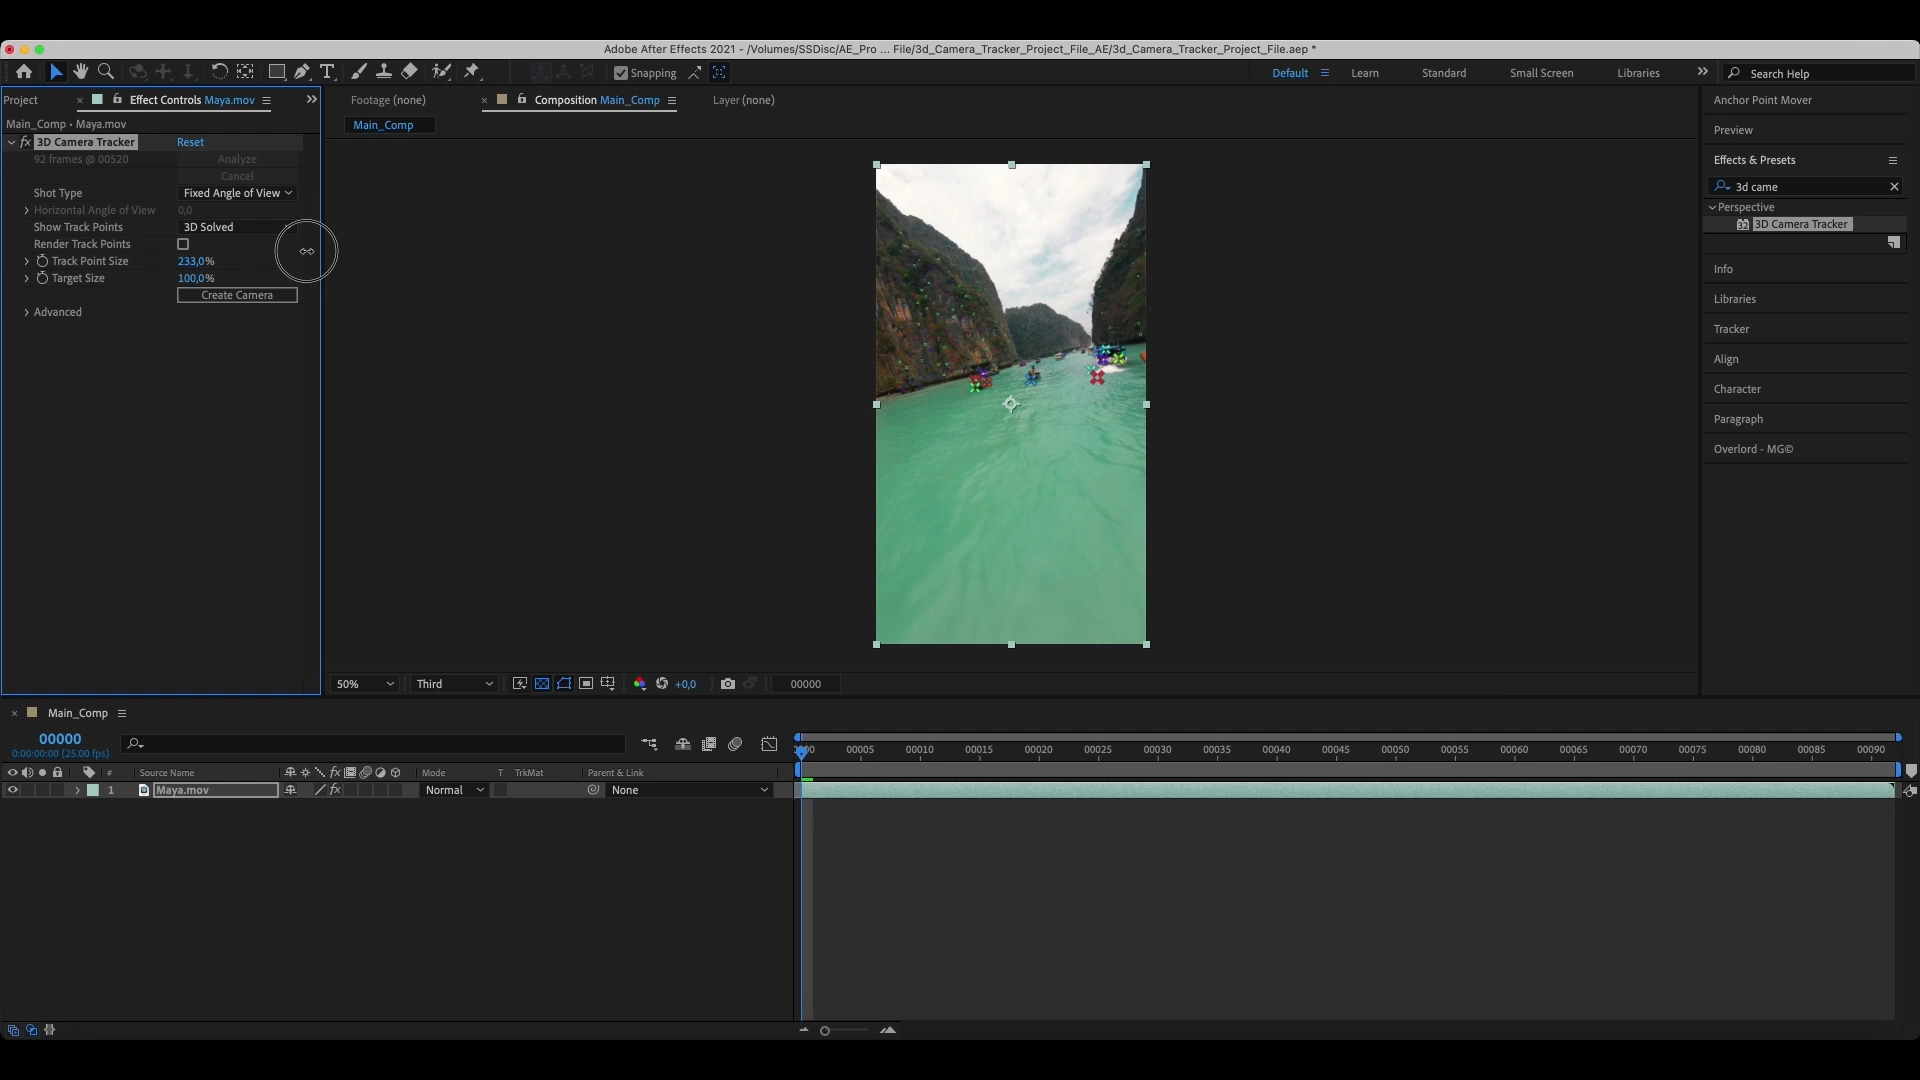 Adobe After Effects 2021 - /Volumes/SSDisc/AE_Pro ... File/3d_Camera_Tracker_Project_File_AE/3d_Camera_Tracker_Project_File.aep *
Snapping
Default
Learn
Standard
Small Screen
Libraries
Search Help
Project
Effect Controls Maya.mov
Footage (none)
Composition Main_Comp
Layer (none)
Main_Comp • Maya.mov
Main_Comp
fx 3D Camera Tracker
Reset
92 frames @ 00520
Analyze
Cancel
Shot Type
Fixed Angle of View
Horizontal Angle of View
0,0
Show Track Points
3D Solved
Render Track Points
Track Point Size
233,0%
Target Size
100,0%
Create Camera
Advanced
Anchor Point Mover
Preview
Effects & Presets
3d came
Perspective
32 3D Camera Tracker
Info
Libraries
Tracker
Align
Character
Paragraph
Overlord - MG©
50%
Third
+0,0
00000
Main_Comp
00000
0:00:00:00 (25.00 fps)
00005 00010 00015 00020 00025 00030 00035 00040 00045 00050 00055 00060 00065 00070 00075 00080 00085 00090
# Source Name
fx
Mode
T TrkMat
Parent & Link
1 Maya.mov
fx
Normal
None